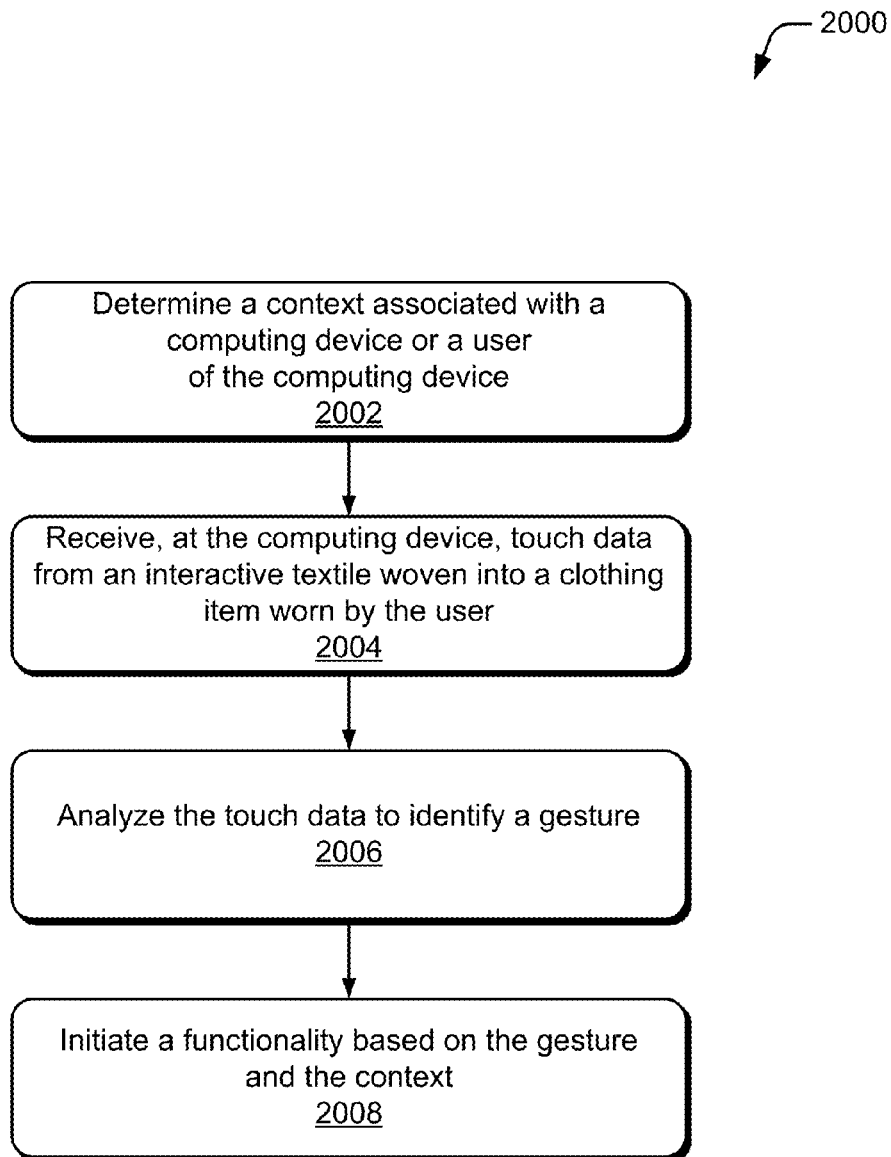 2000
Determine a context associated with a
computing device or a user
of the computing device
2002
Receive, at the computing device, touch data
from an interactive textile woven into a clothing
item worn by the user
2004
Analyze the touch data to identify a gesture
2006
Initiate a functionality based on the gesture
and the context
2008